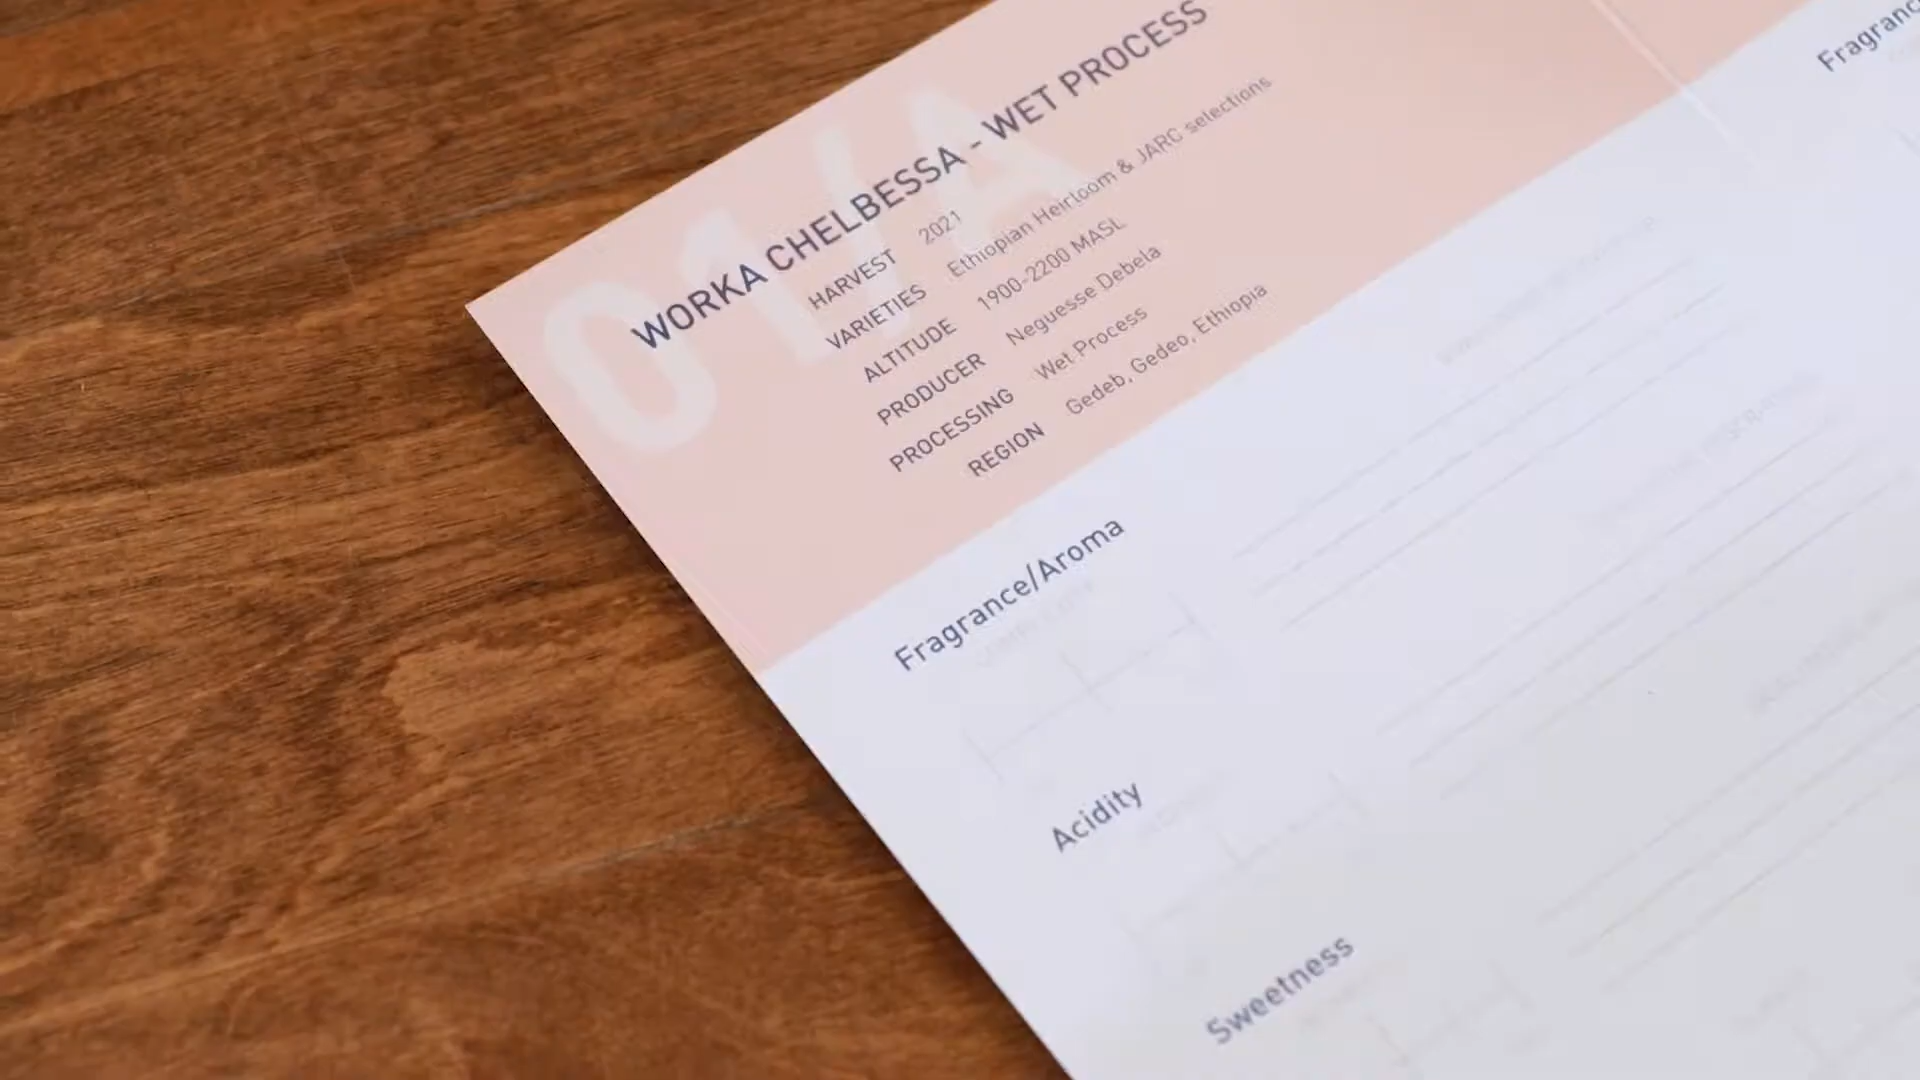 01/A
WORKA CHELBESSA - WET PROCESS
HARVEST 2021
VARIETIES Ethiopian Heirloom & JARC selections
ALTITUDE 1900-2200 MASL
PRODUCER Neguesse Debela
PROCESSING Wet Process
REGION Gedeb, Gedeo, Ethiopia
Fragrance/Aroma
Acidity
Sweetness